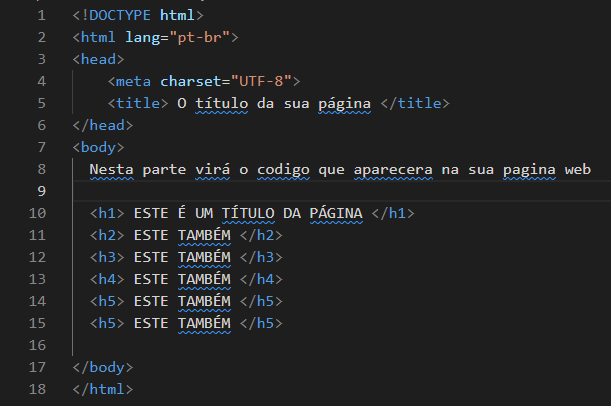 1 <!DOCTYPE html>
2 <html lang="pt-br">
3 <head>
4 <meta charset="UTF-8">
5 <title> O título da sua página </title>
6 </head>
7 <body>
8 Nesta parte virá o codigo que aparecera na sua pagina web
9
10 <h1> ESTE É UM TÍTULO DA PÁGINA </h1>
11 <h2> ESTE TAMBÉM </h2>
12 <h3> ESTE TAMBÉM </h3>
13 <h4> ESTE TAMBÉM </h4>
14 <h5> ESTE TAMBÉM </h5>
15 <h5> ESTE TAMBÉM </h5>
16
17 </body>
18 </html>